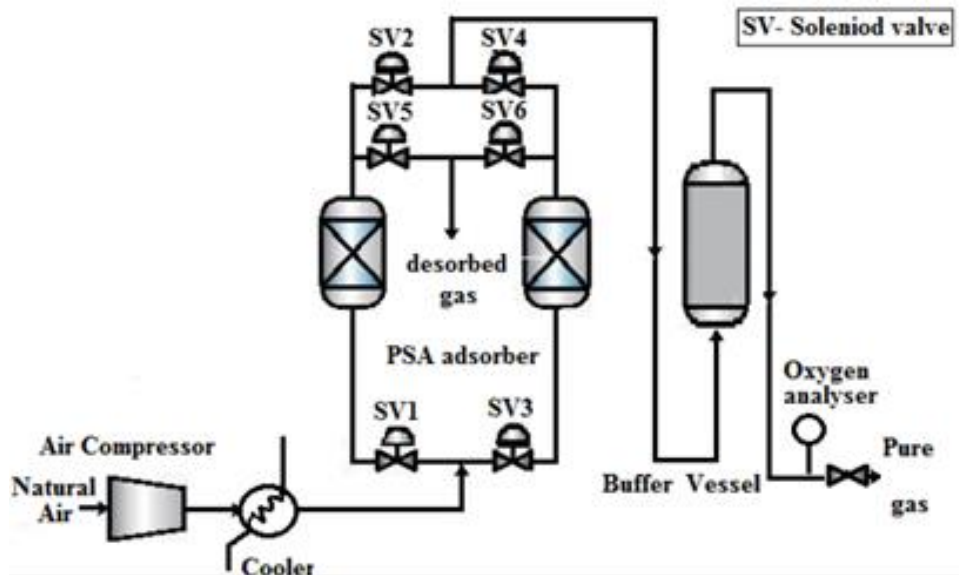 SV- Soleniod valve
SV2
SV4
SV5
SV6
desorbed
gas
PSA adsorber
SV1
SV3
Air Compressor
Natural
Air
Cooler
Buffer Vessel
Oxygen
analyser
Pure
gas